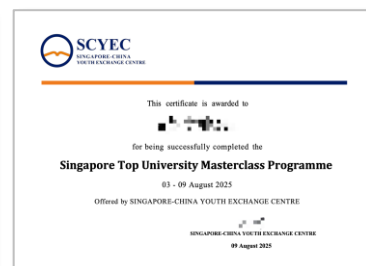 SCYEC
SINGAPORE-CHINA
YOUTH EXCHANGE CENTRE
This certificate is awarded to
for being successfully completed the
Singapore Top University Masterclass Programme
03 - 09 August 2025
Offered by SINGAPORE-CHINA YOUTH EXCHANGE CENTRE
SINGAPORE-CHINA YOUTH EXCHANGE CENTRE
09 August 2025